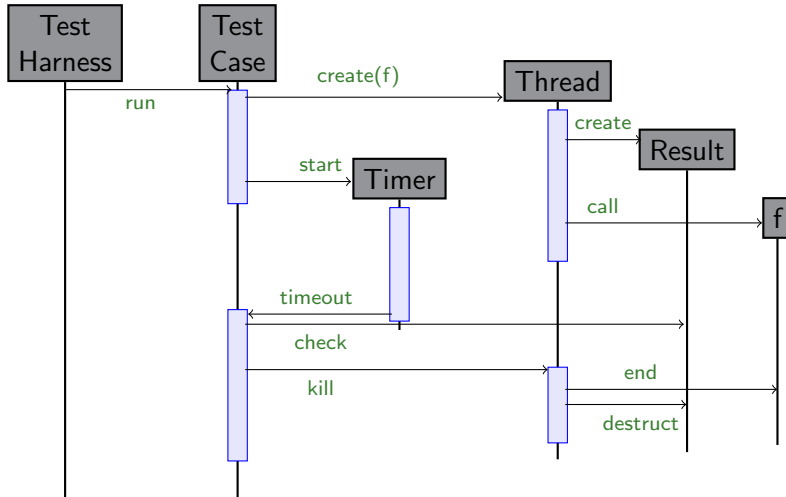 Test
Harness
Test
Case
create(f)
Thread
run
create
Result
start
Timer
call
f
timeout
check
kill
end
destruct